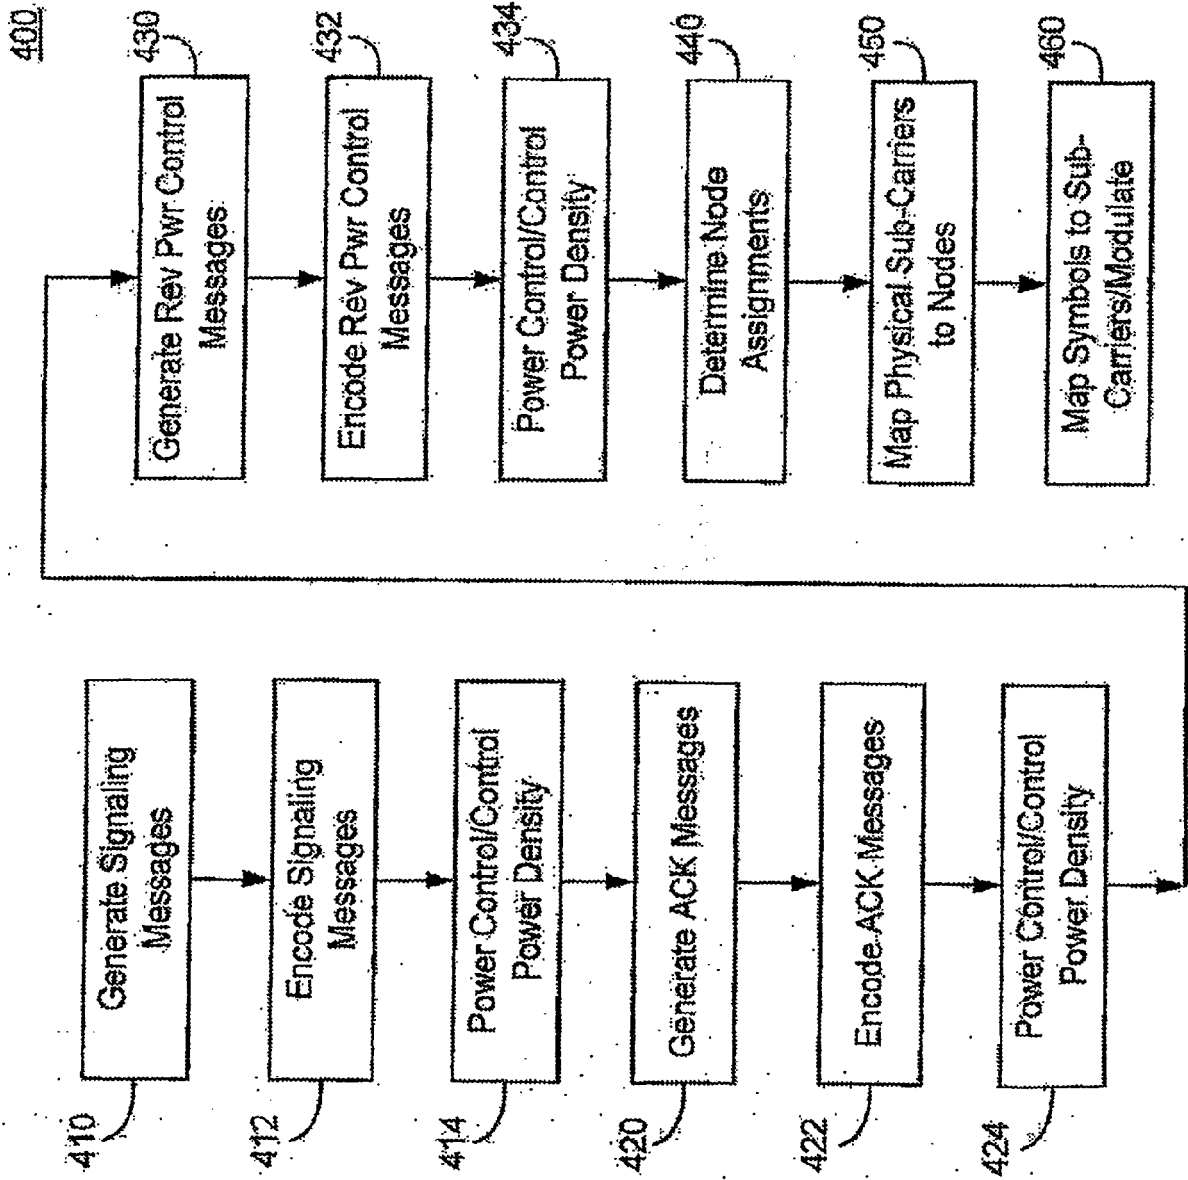 400
410
Generate Signaling
Messages
412
Encode Signaling
Messages
414
Power Control/Control
Power Density
420
Generate ACK Messages
422
Encode ACK Messages
424
Power Control/Control
Power Density
430
Generate Rev Pwr Control
Messages
432
Encode Rev Pwr Control
Messages
434
Power Control/Control
Power Density
440
Determine Node
Assignments
450
Map Physical Sub-Carriers
to Nodes
460
Map Symbols to Sub-
Carriers/Modulate